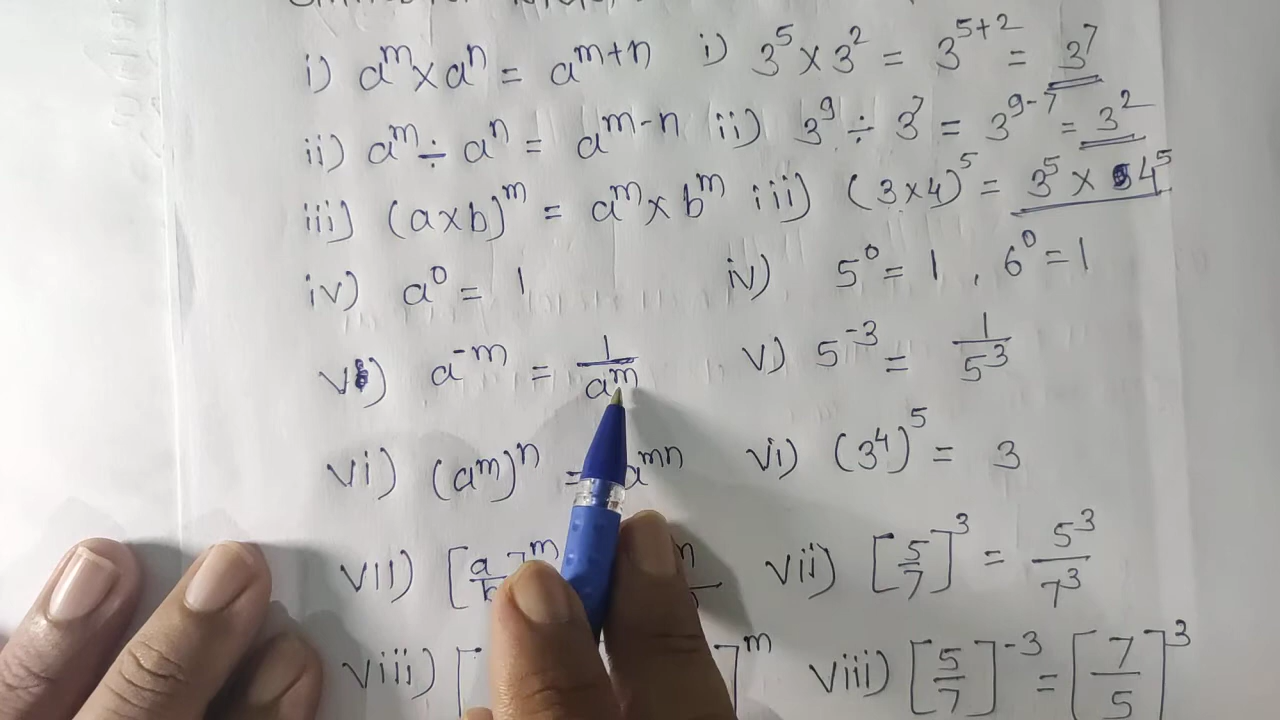 i) a^m × a^n = a^{m+n} i) 3^5 × 3^2 = 3^{5+2} = 3^7
ii) a^m ÷ a^n = a^{m-n} ii) 3^9 ÷ 3^7 = 3^{9-7} = 3^2
iii) (a×b)^m = a^m × b^m iii) (3×4)^5 = 3^5 × 4^5
iv) a^0 = 1 iv) 5^0 = 1 , 6^0 = 1
v) a^{-m} = 1/a^m v) 5^{-3} = 1/5^3
vi) (a^m)^n = a^{mn} vi) (3^4)^5 = 3
vii) [a/b]^m vii) [5/7]^3 = 5^3/7^3
viii) [ ]^m viii) [5/7]^{-3} = [7/5]^3